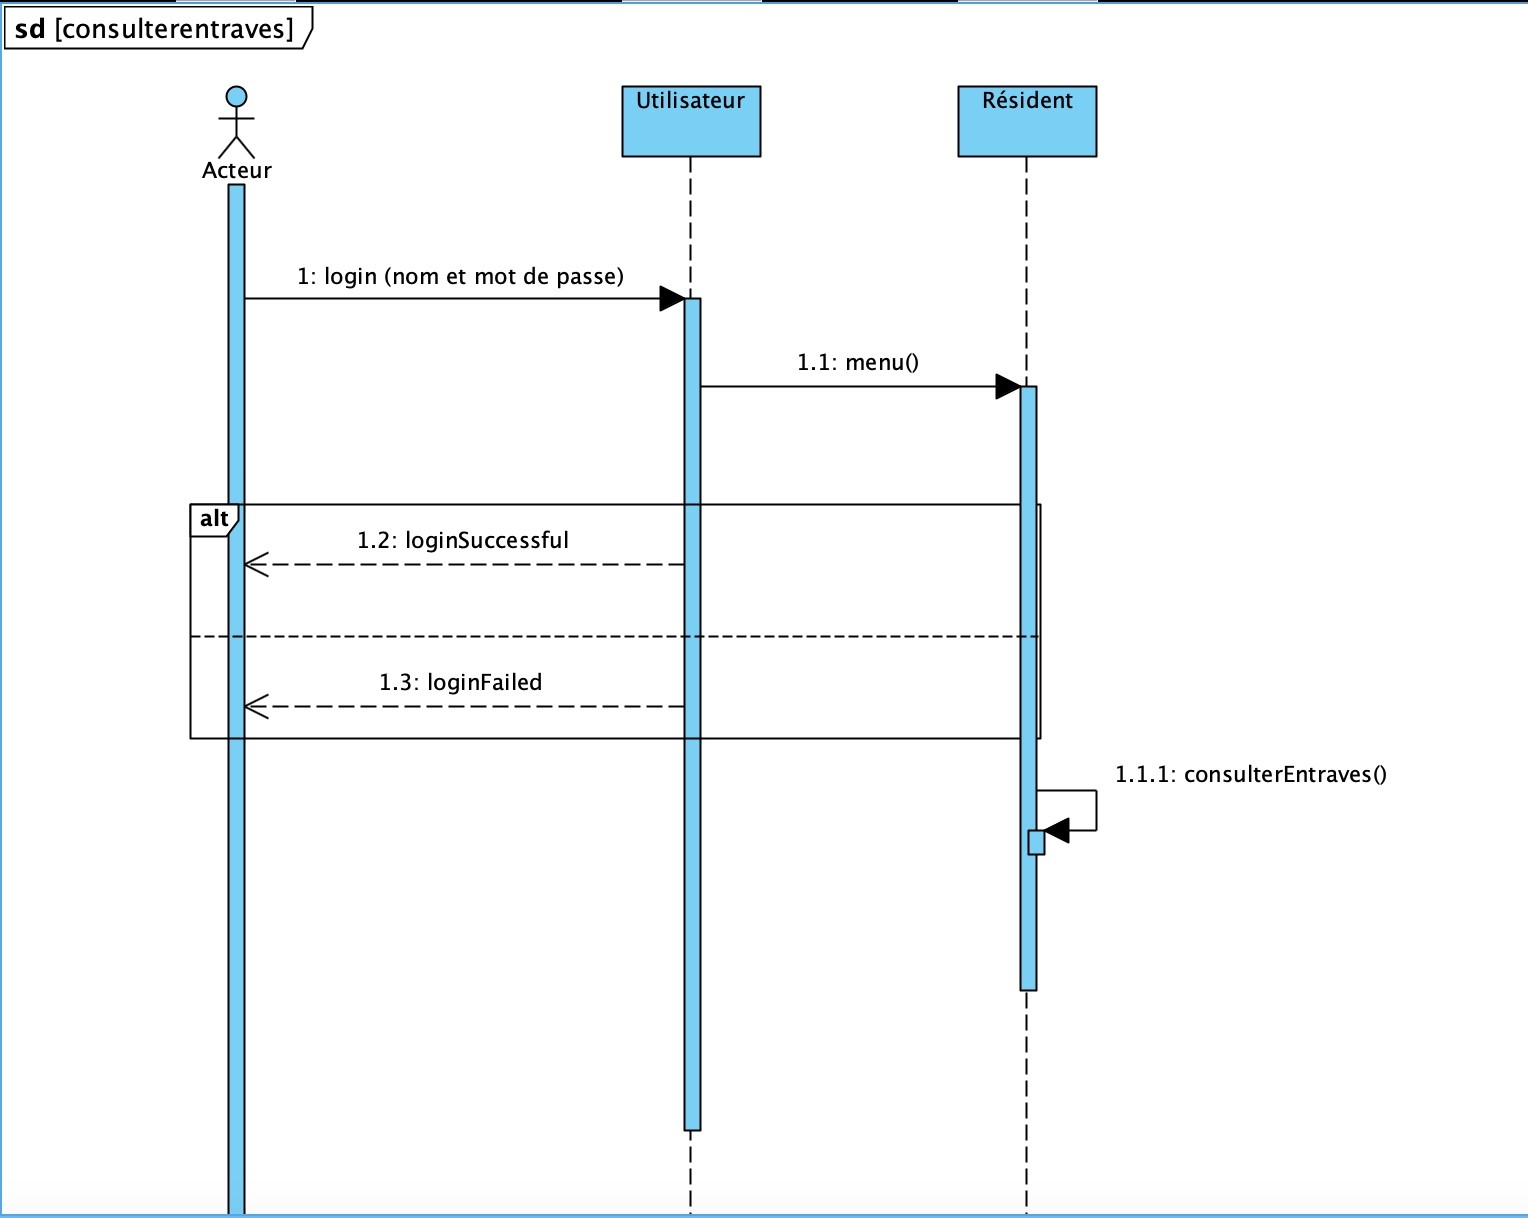 sd [consulterentraves]
Acteur
Utilisateur
Résident
1: login (nom et mot de passe)
1.1: menu()
alt
1.2: loginSuccessful
1.3: loginFailed
1.1.1: consulterEntraves()